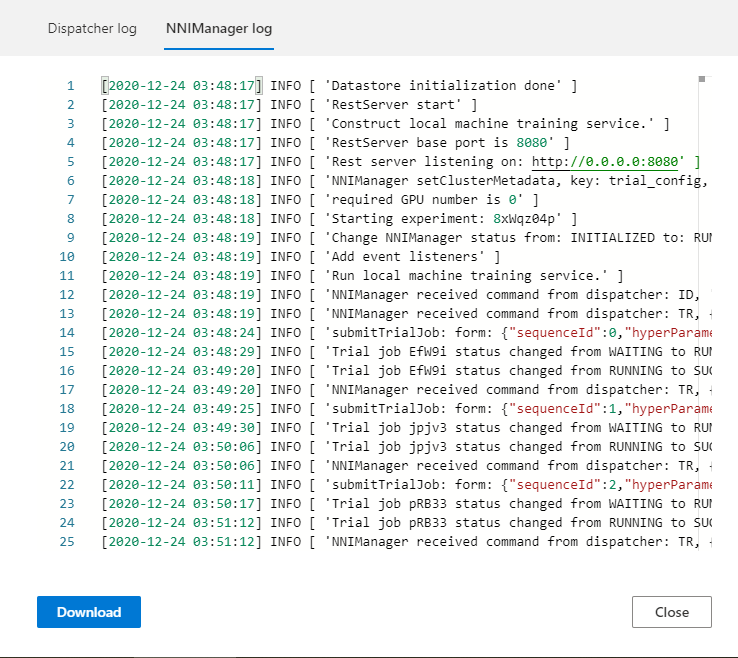 Dispatcher log NNIManager log
1 [2020-12-24 03:48:17] INFO [ 'Datastore initialization done' ]
2 [2020-12-24 03:48:17] INFO [ 'RestServer start' ]
3 [2020-12-24 03:48:17] INFO [ 'Construct local machine training service.' ]
4 [2020-12-24 03:48:17] INFO [ 'RestServer base port is 8080' ]
5 [2020-12-24 03:48:17] INFO [ 'Rest server listening on: http://0.0.0.0:8080' ]
6 [2020-12-24 03:48:18] INFO [ 'NNIManager setClusterMetadata, key: trial_config,
7 [2020-12-24 03:48:18] INFO [ 'required GPU number is 0' ]
8 [2020-12-24 03:48:18] INFO [ 'Starting experiment: 8xWqz04p' ]
9 [2020-12-24 03:48:19] INFO [ 'Change NNIManager status from: INITIALIZED to: RUN
10 [2020-12-24 03:48:19] INFO [ 'Add event listeners' ]
11 [2020-12-24 03:48:19] INFO [ 'Run local machine training service.' ]
12 [2020-12-24 03:48:19] INFO [ 'NNIManager received command from dispatcher: ID, '
13 [2020-12-24 03:48:19] INFO [ 'NNIManager received command from dispatcher: TR, {
14 [2020-12-24 03:48:24] INFO [ 'submitTrialJob: form: {"sequenceId":0,"hyperParame
15 [2020-12-24 03:48:29] INFO [ 'Trial job EfW9i status changed from WAITING to RUN
16 [2020-12-24 03:49:20] INFO [ 'Trial job EfW9i status changed from RUNNING to SUC
17 [2020-12-24 03:49:20] INFO [ 'NNIManager received command from dispatcher: TR, {
18 [2020-12-24 03:49:25] INFO [ 'submitTrialJob: form: {"sequenceId":1,"hyperParame
19 [2020-12-24 03:49:30] INFO [ 'Trial job jpjv3 status changed from WAITING to RUN
20 [2020-12-24 03:50:06] INFO [ 'Trial job jpjv3 status changed from RUNNING to SUC
21 [2020-12-24 03:50:06] INFO [ 'NNIManager received command from dispatcher: TR, {
22 [2020-12-24 03:50:11] INFO [ 'submitTrialJob: form: {"sequenceId":2,"hyperParame
23 [2020-12-24 03:50:17] INFO [ 'Trial job pRB33 status changed from WAITING to RUN
24 [2020-12-24 03:51:12] INFO [ 'Trial job pRB33 status changed from RUNNING to SUC
25 [2020-12-24 03:51:12] INFO [ 'NNIManager received command from dispatcher: TR, {
Download Close